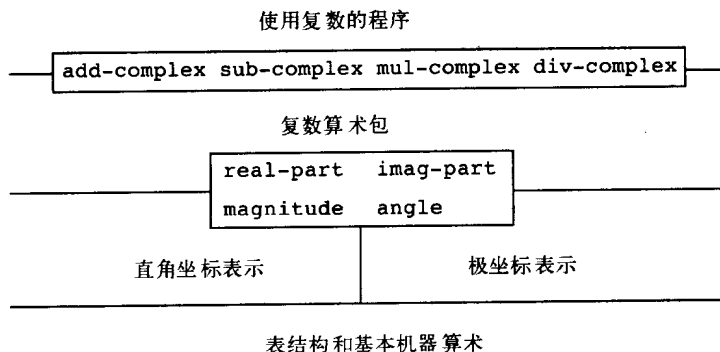 使用复数的程序
add-complex sub-complex mul-complex div-complex
复数算术包
real-part imag-part
magnitude angle
直角坐标表示 极坐标表示
表结构和基本机器算术